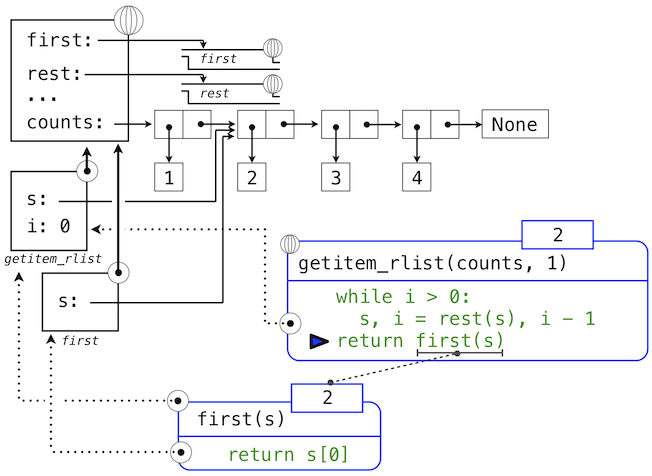 first:
first
rest:
rest
...
counts:
None
1
2
3
4
s:
i: 0
getitem_rlist
2
getitem_rlist(counts, 1)
s:
first
while i > 0:
s, i = rest(s), i - 1
return first(s)
2
first(s)
return s[0]